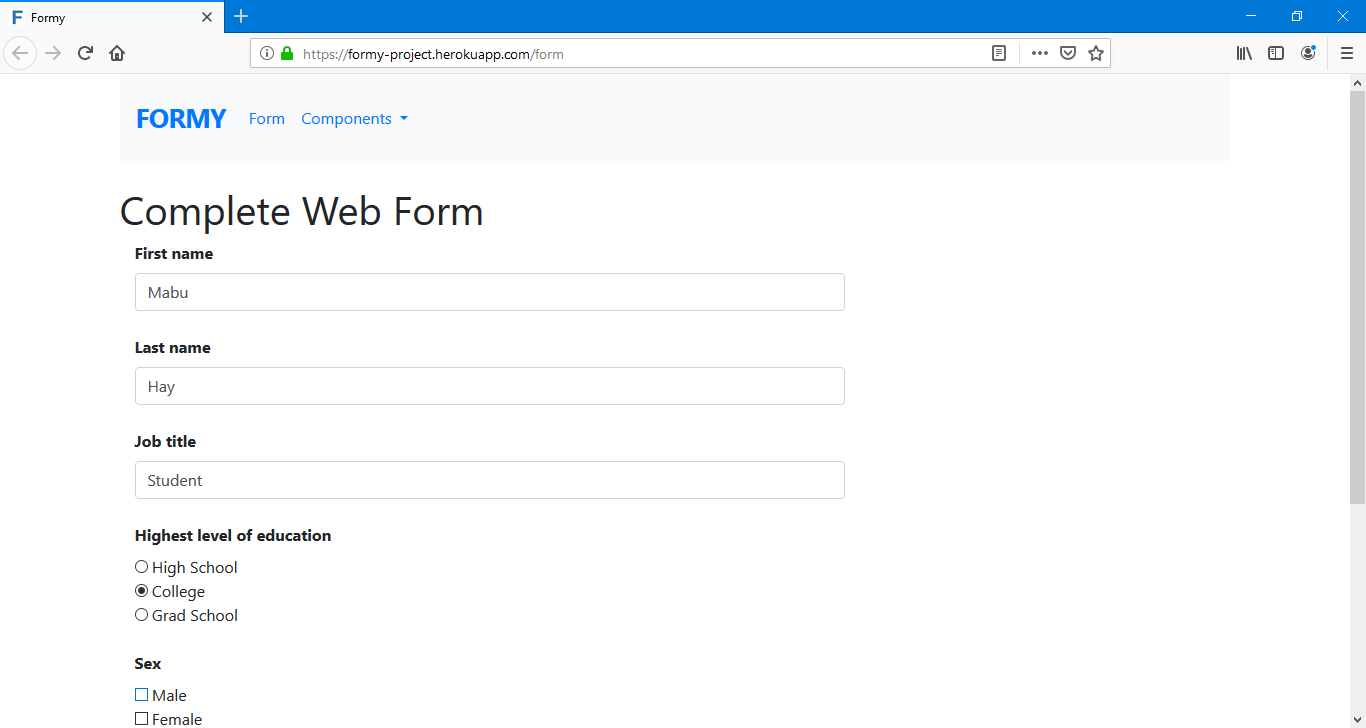 Formy
https://formy-project.herokuapp.com/form
FORMY Form Components
Complete Web Form
First name
Mabu
Last name
Hay
Job title
Student
Highest level of education
High School
College
Grad School
Sex
Male
Female